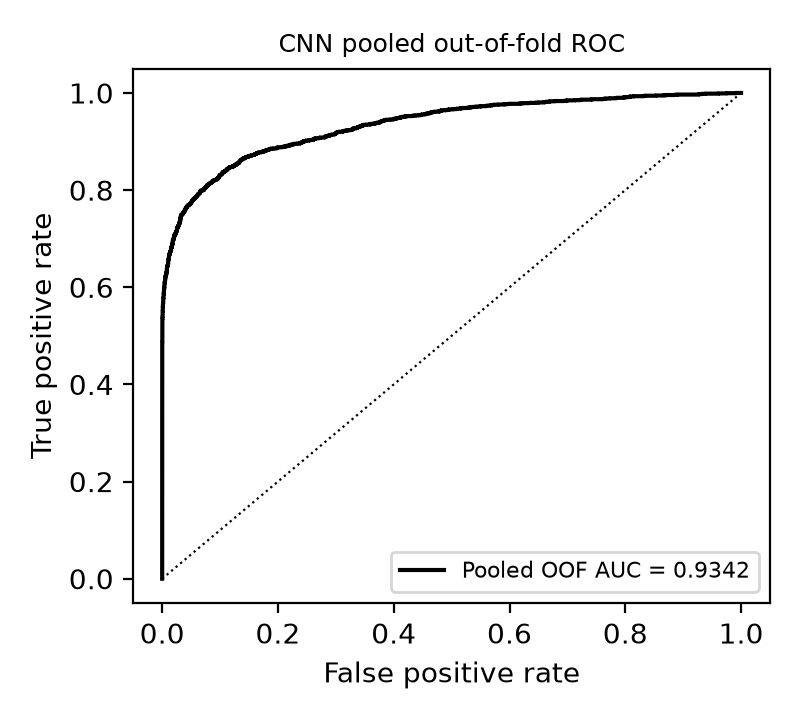 CNN pooled out-of-fold ROC
1.0
0.8
0.6
0.4
0.2
0.0
True positive rate
Pooled OOF AUC = 0.9342
0.0 0.2 0.4 0.6 0.8 1.0
False positive rate